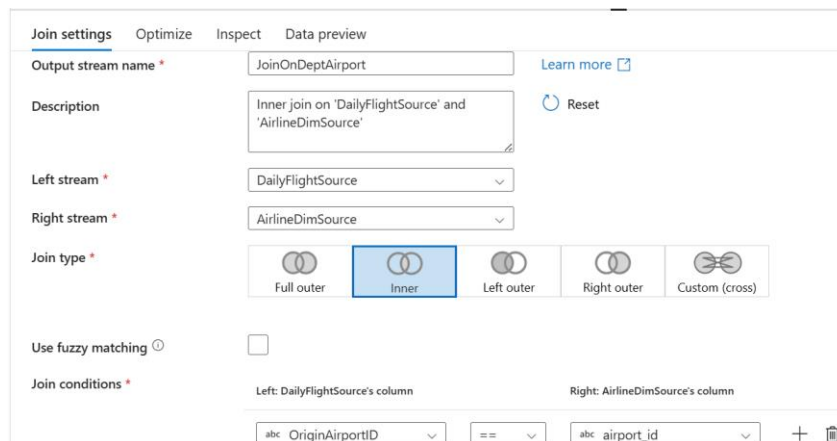 Join settings Optimize Inspect Data preview
Output stream name * JoinOnDeptAirport Learn more
Description Inner join on 'DailyFlightSource' and
'AirlineDimSource'
Reset
Left stream * DailyFlightSource
Right stream * AirlineDimSource
Join type *
Full outer Inner Left outer Right outer Custom (cross)
Use fuzzy matching
Join conditions *
Left: DailyFlightSource's column Right: AirlineDimSource's column
abc OriginAirportID == abc airport_id